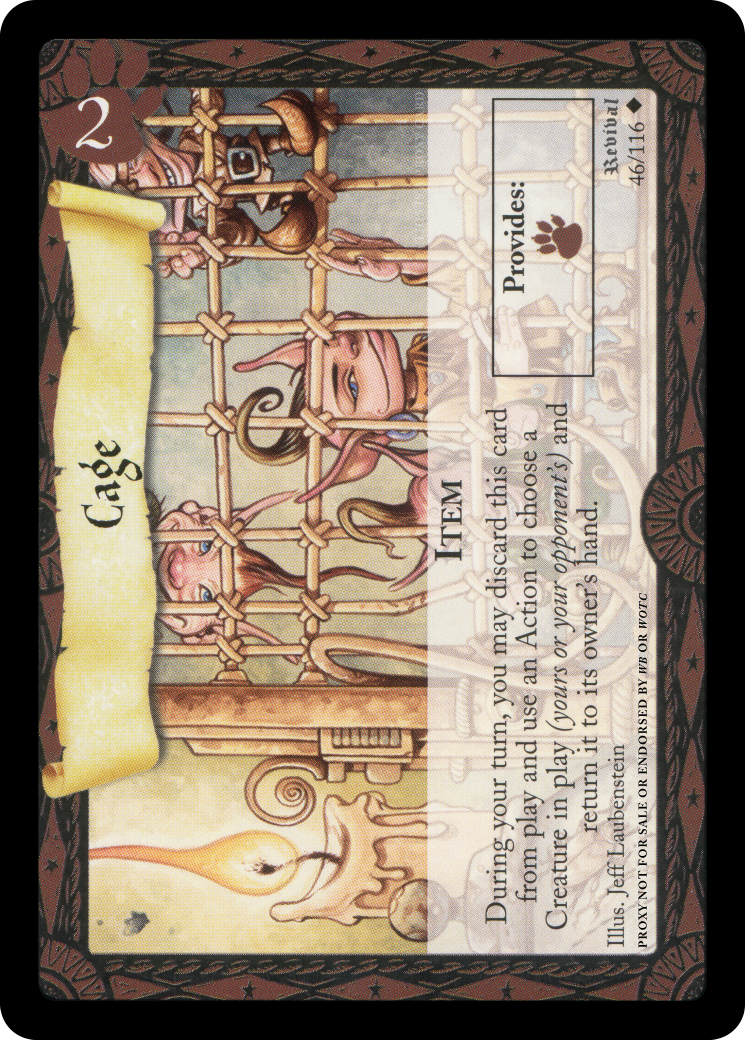 Cage
2
ITEM
During your turn, you may discard this card
from play and use an Action to choose a
Creature in play (yours or your opponent's) and
return it to its owner's hand.
Provides:
Illus. Jeff Laubenstein
Revival
PROXY NOT FOR SALE OR ENDORSED BY WB OR WOTC
46/116 ◆